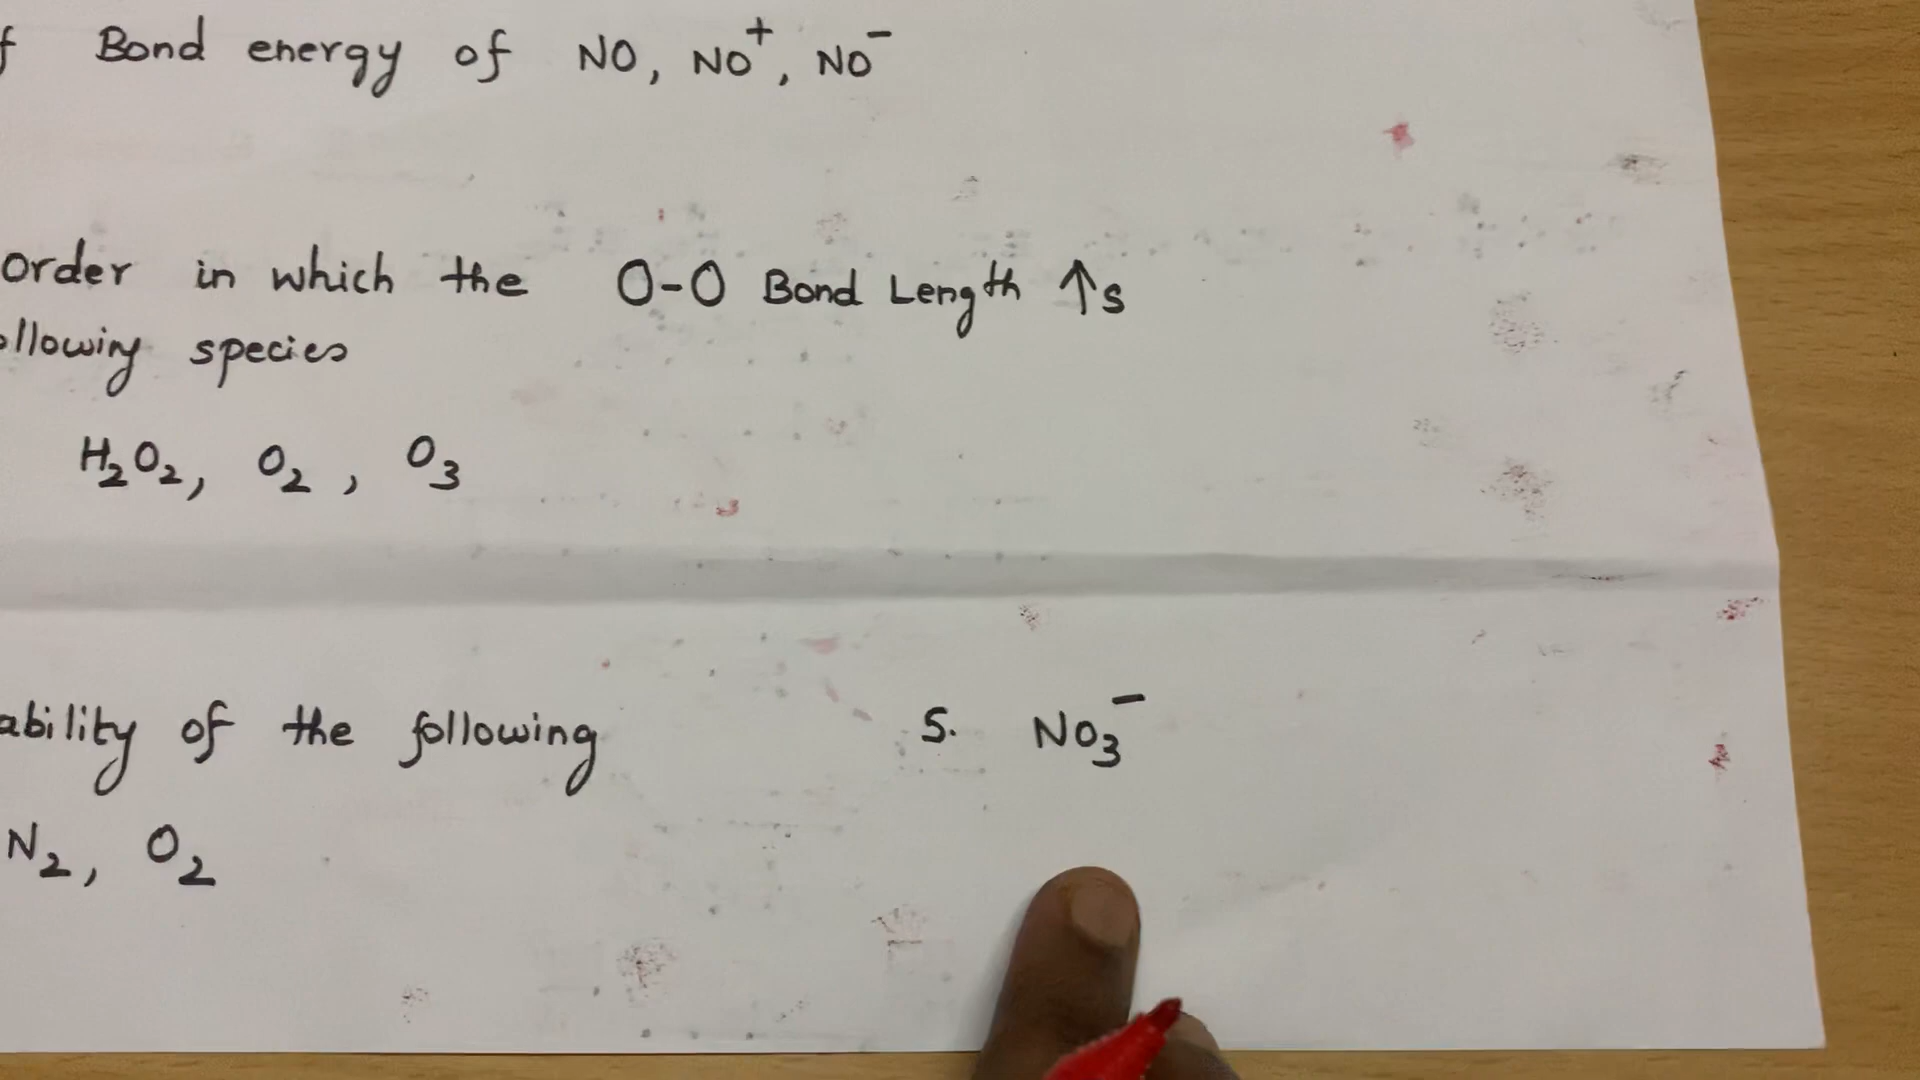 f Bond energy of NO, NO⁺, NO⁻
order in which the O-O Bond Length ↑s
ollowing species
H₂O₂, O₂, O₃
ability of the following
N₂, O₂
5. NO₃⁻